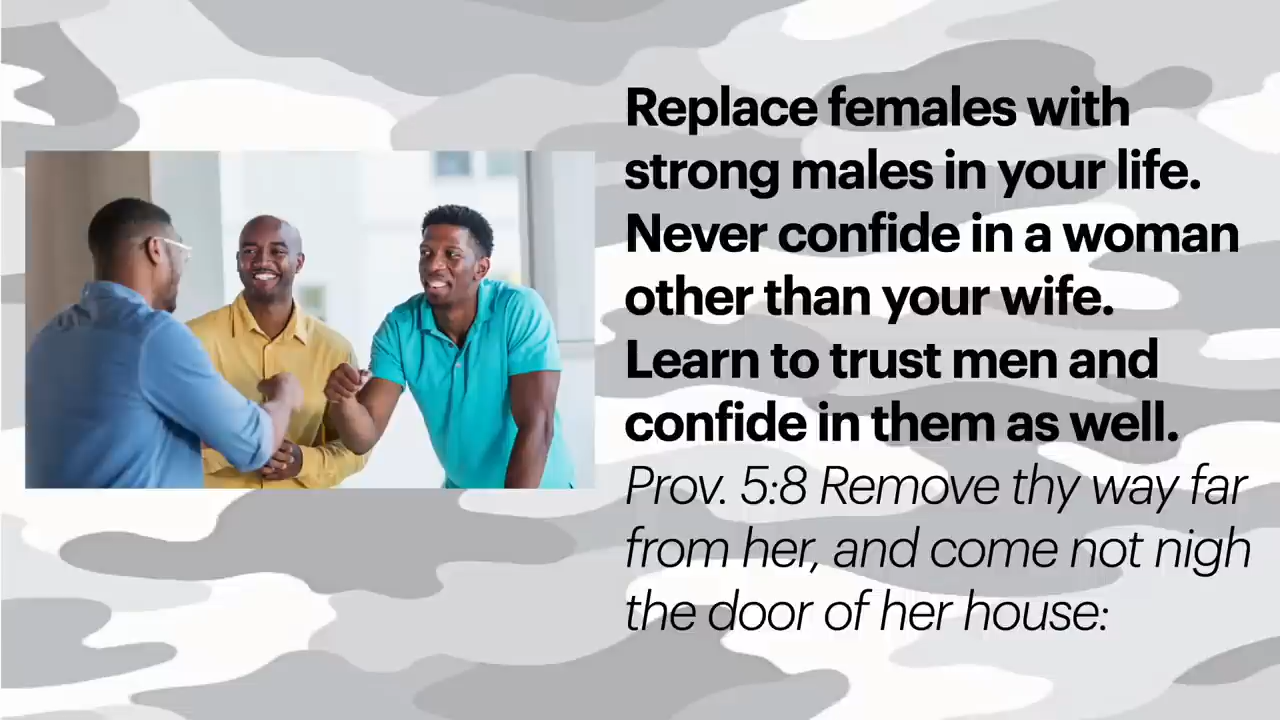 Replace females with
strong males in your life.
Never confide in a woman
other than your wife.
Learn to trust men and
confide in them as well.
Prov. 5:8 Remove thy way far
from her, and come not nigh
the door of her house: